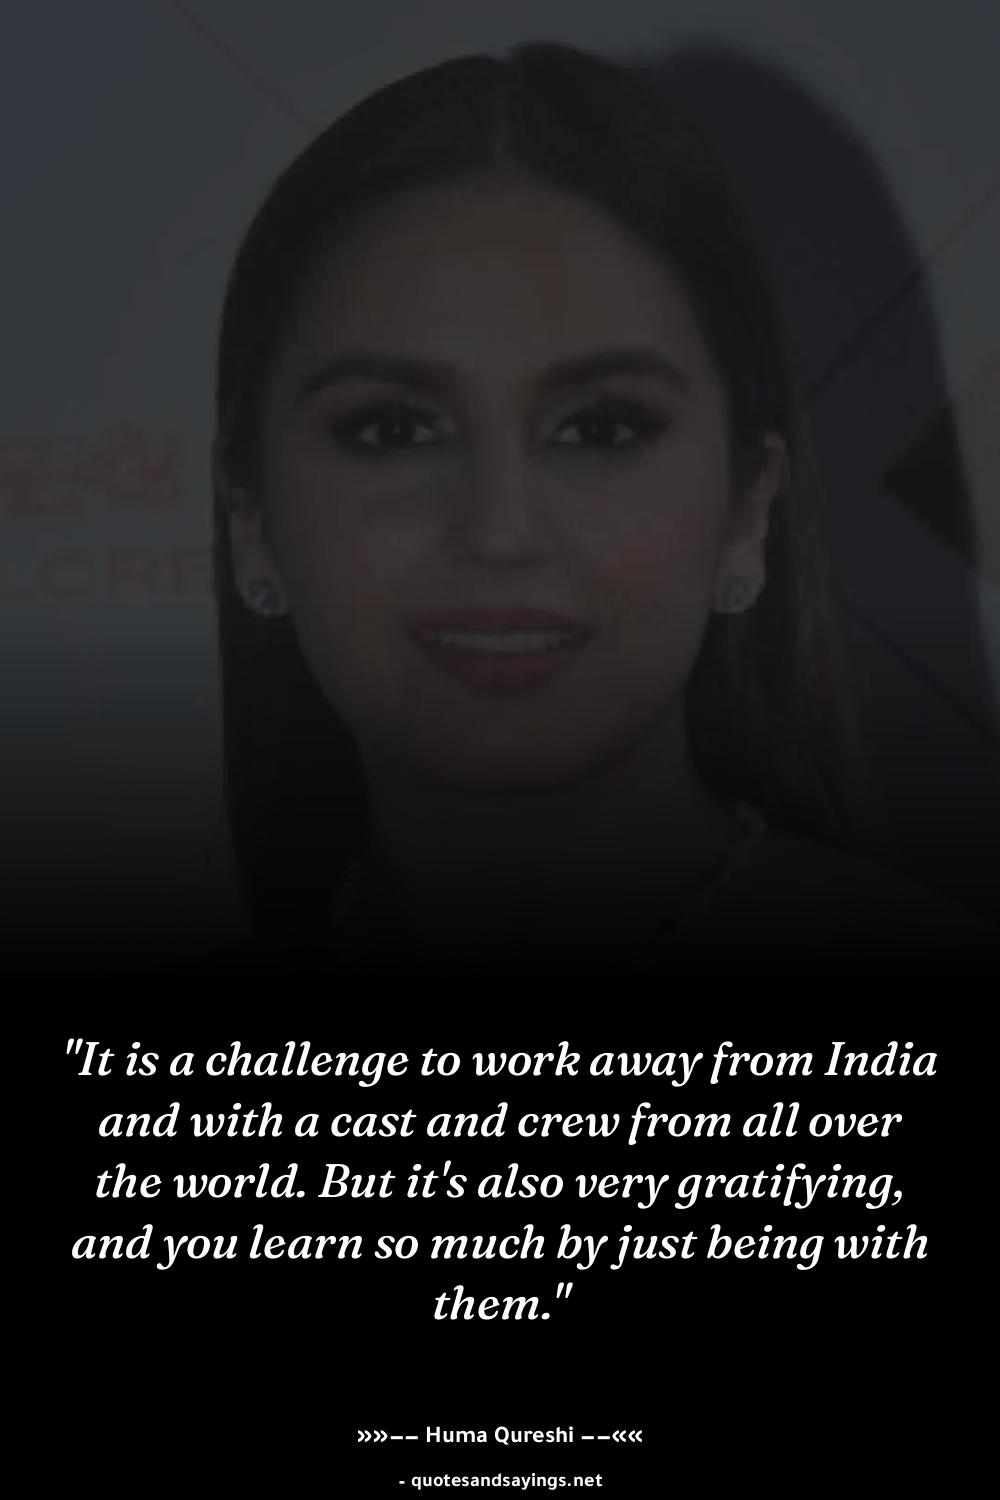 LCRE
"It is a challenge to work away from India
and with a cast and crew from all over
the world. But it's also very gratifying,
and you learn so much by just being with
them."
»»−− Huma Qureshi −−««
- quotesandsayings.net